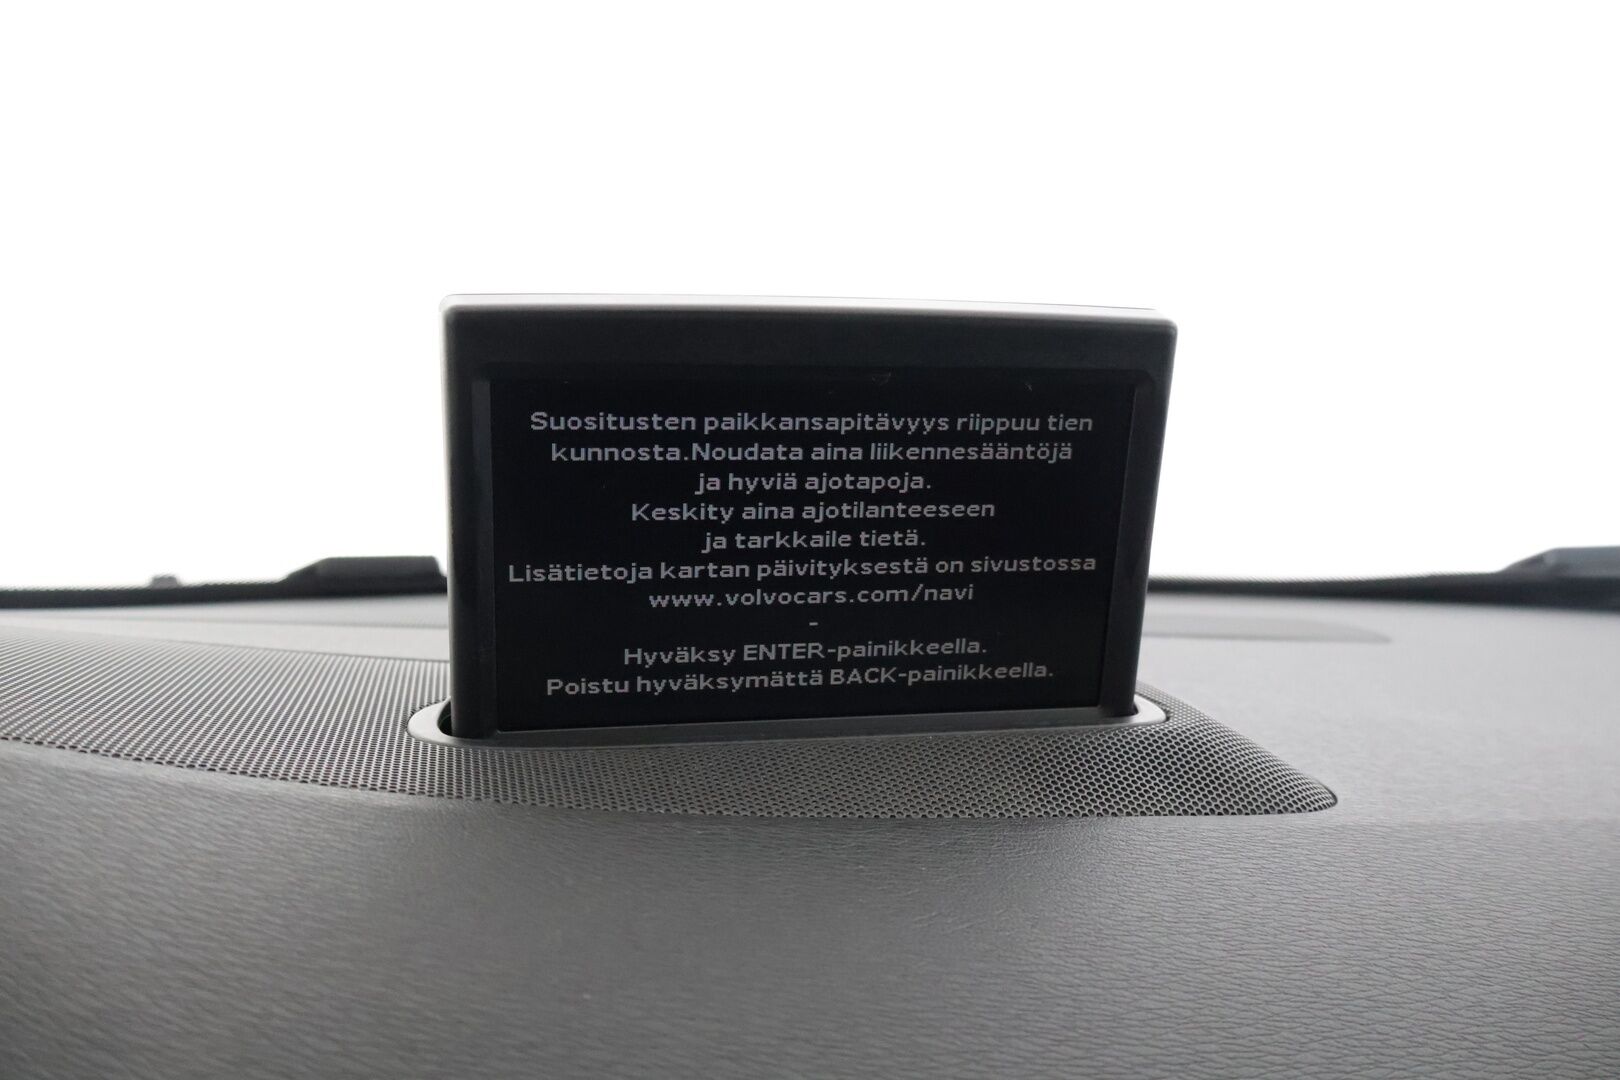 Suositusten paikkansapitävyys riippuu tien
kunnosta.Noudata aina liikennesääntöjä
ja hyviä ajotapoja.
Keskity aina ajotilanteeseen
ja tarkkaile tietä.
Lisätietoja kartan päivityksestä on sivustossa
www.volvocars.com/navi
-
Hyväksy ENTER-painikkeella.
Poistu hyväksymättä BACK-painikkeella.